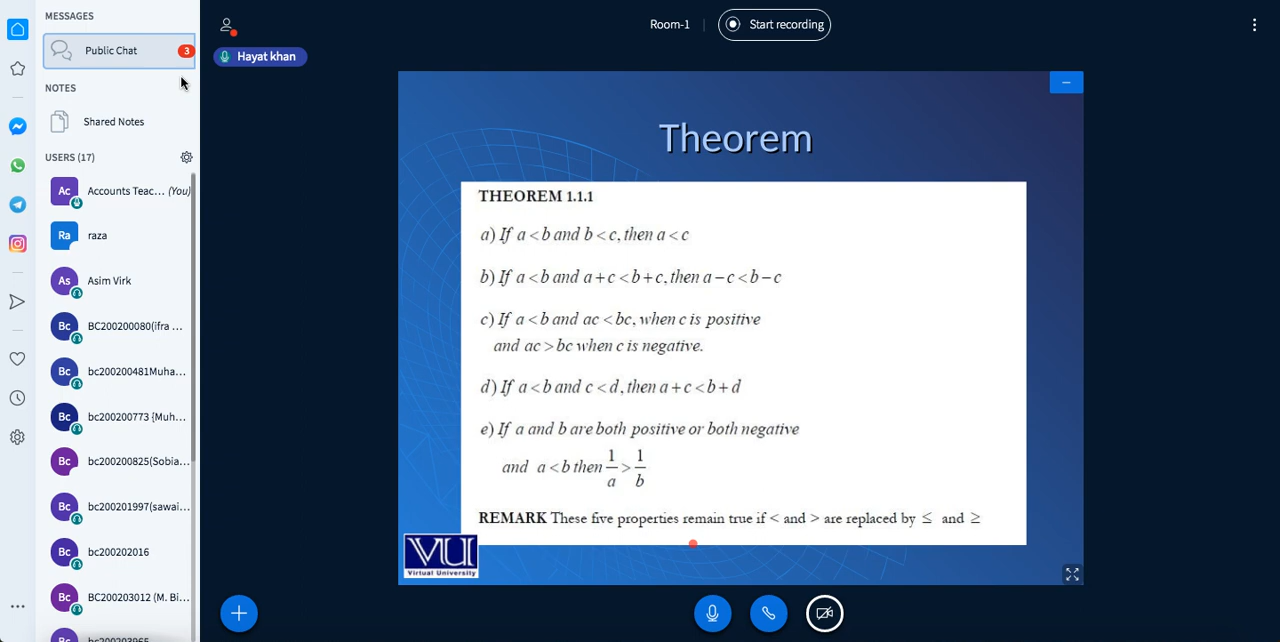 MESSAGES
Public Chat
3
NOTES
Shared Notes
USERS (17)
Ac
Accounts Teac... (You)
Ra
raza
As
Asim Virk
Bc
BC200200080(ifra ...
Bc
bc200200481Muha...
Bc
bc200200773 {Muh...
Bc
bc200200825(Sobia...
Bc
bc200201997(sawai...
Bc
bc200202016
Bc
BC200203012 (M. Bi...
bc200203965
Room-1
Start recording
Hayat khan
Theorem
THEOREM 1.1.1
a) If a < b and b < c, then a < c
b) If a < b and a + c < b + c, then a − c < b − c
c) If a < b and ac < bc, when c is positive
and ac > bc when c is negative.
d) If a < b and c < d, then a + c < b + d
e) If a and b are both positive or both negative
and a < b then 1/a > 1/b
REMARK These five properties remain true if < and > are replaced by ≤ and ≥
VU
Virtual University